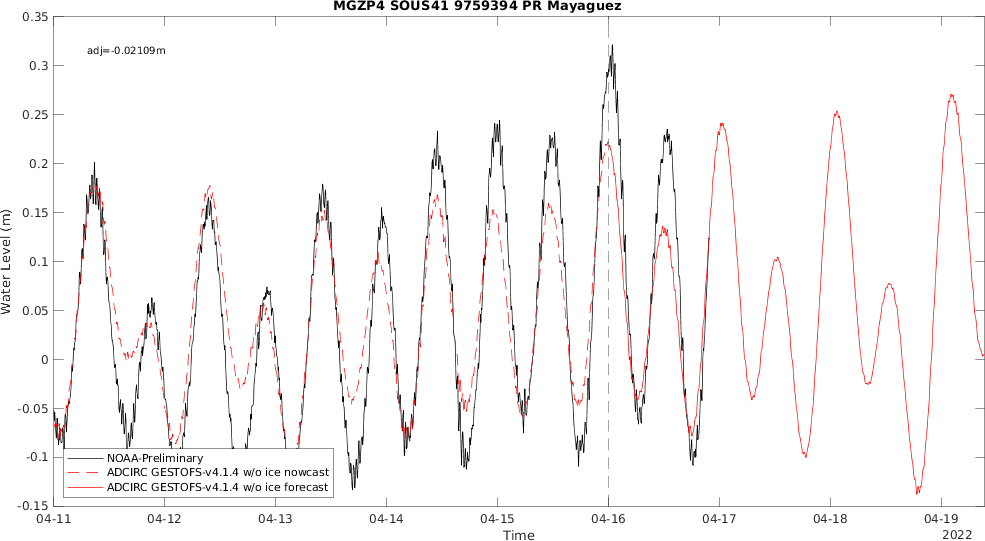 MGZP4 SOUS41 9759394 PR Mayaguez
adj=-0.02109m
0.35
0.3
0.25
0.2
0.15
0.1
0.05
0
-0.05
-0.1
-0.15
Water Level (m)
NOAA-Preliminary
ADCIRC GESTOFS-v4.1.4 w/o ice nowcast
ADCIRC GESTOFS-v4.1.4 w/o ice forecast
04-11 04-12 04-13 04-14 04-15 04-16 04-17 04-18 04-19
Time
2022